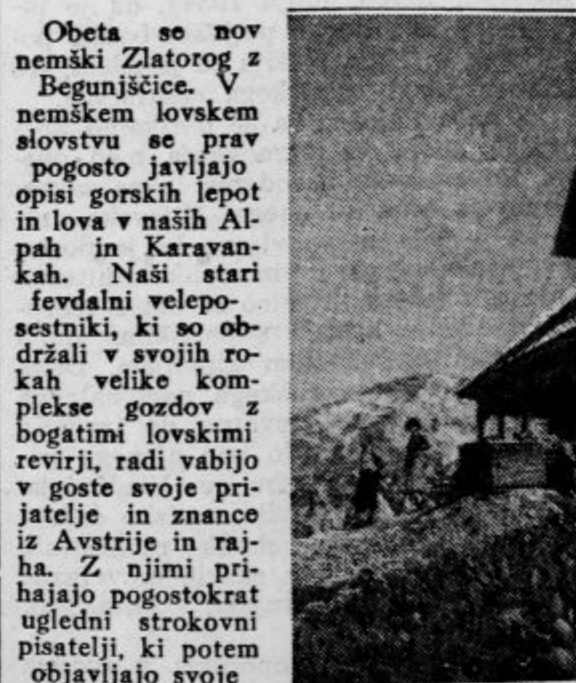 Obeta se nov
nemški Zlatorog z
Begunjščice. V
nemškem lovskem
slovstvu se prav
pogosto javljajo
opisi gorskih lepot
in lova v naših Al-
pah in Karavan-
kah. Naši stari
fevdalni velepo-
sestniki, ki so ob-
držali v svojih ro-
kah velike kom-
plekse gozdov z
bogatimi lovskimi
revirji, radi vabijo
v goste svoje pri-
jatelje in znance
iz Avstrije in raj-
ha. Z njimi pri-
hajajo pogostokrat
ugledni strokovni
pisatelji, ki potem
objavljajo svoje